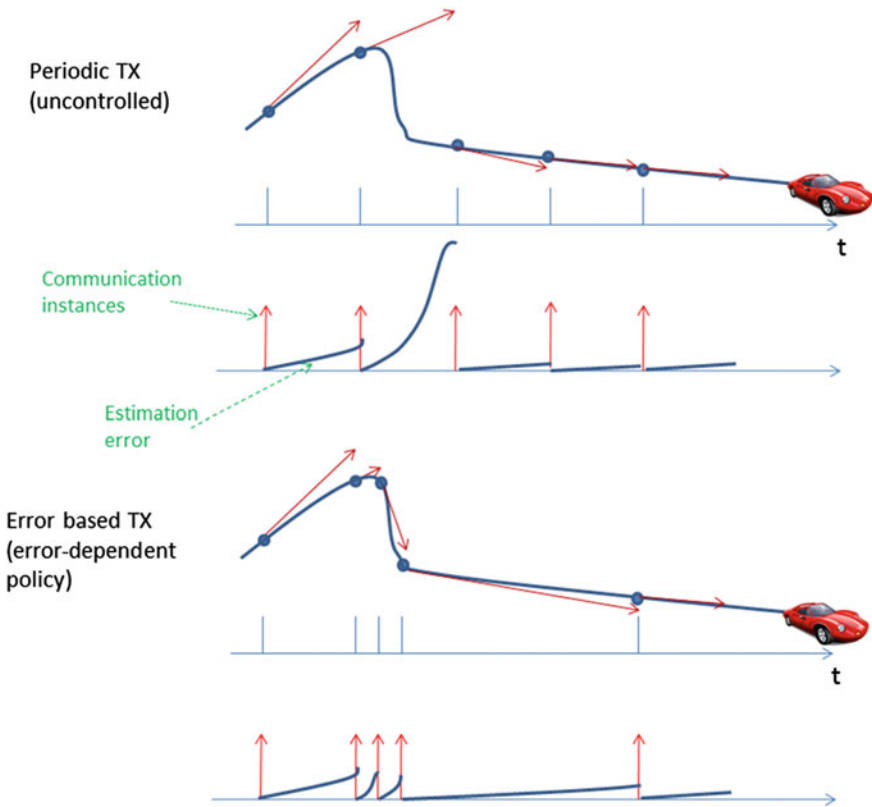 Periodic TX
(uncontrolled)
t
Communication
instances
Estimation
error
Error based TX
(error-dependent
policy)
t